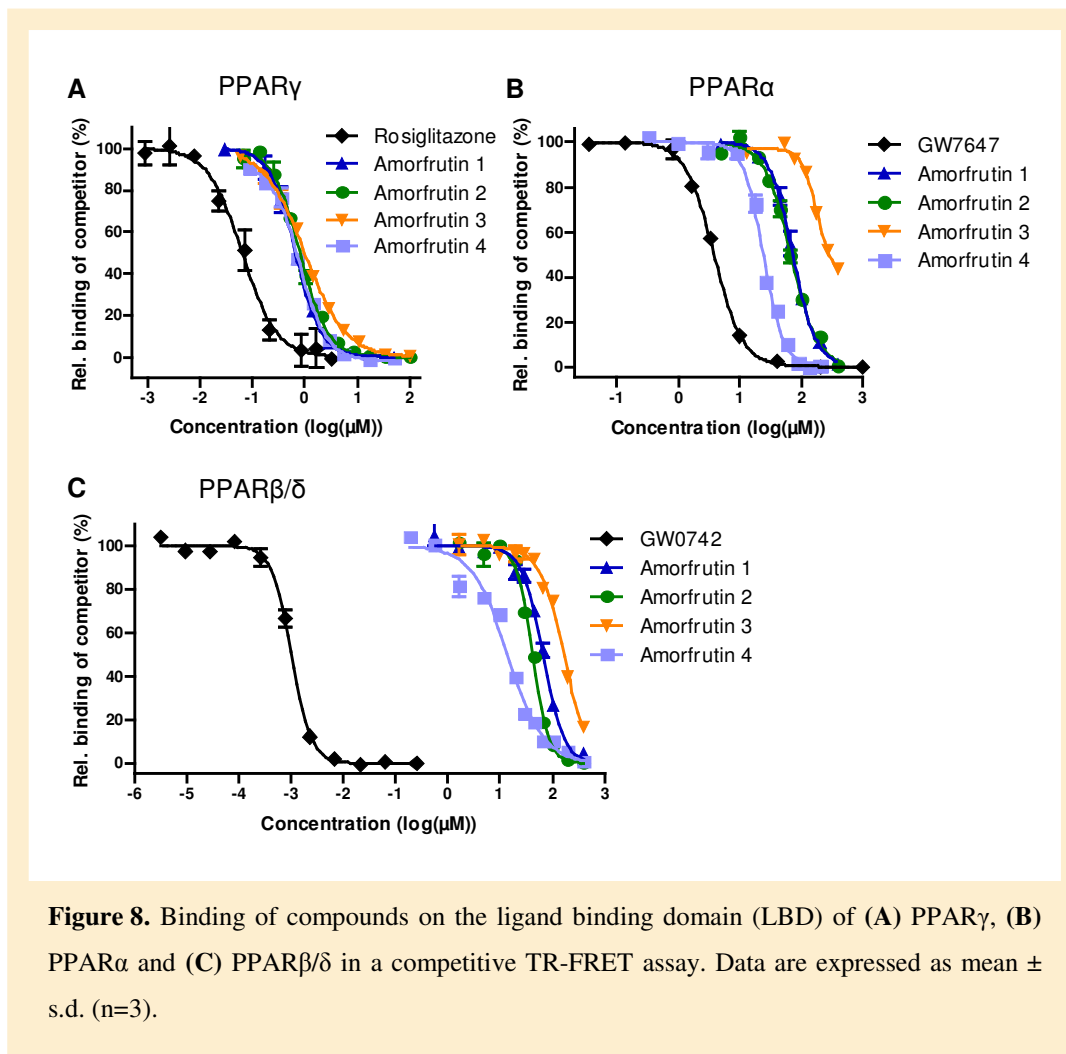 A
PPARγ
Rel. binding of competitor (%)
100
80
60
40
20
0
-3 -2 -1 0 1 2
Concentration (log(μM))
Rosiglitazone
Amorfrutin 1
Amorfrutin 2
Amorfrutin 3
Amorfrutin 4
B
PPARα
Rel. binding of competitor (%)
100
80
60
40
20
0
-1 0 1 2 3
Concentration (log(μM))
GW7647
Amorfrutin 1
Amorfrutin 2
Amorfrutin 3
Amorfrutin 4
C
PPARβ/δ
Rel. binding of competitor (%)
100
80
60
40
20
0
-6 -5 -4 -3 -2 -1 0 1 2 3
Concentration (log(μM))
GW0742
Amorfrutin 1
Amorfrutin 2
Amorfrutin 3
Amorfrutin 4
Figure 8. Binding of compounds on the ligand binding domain (LBD) of (A) PPARγ, (B)
PPARα and (C) PPARβ/δ in a competitive TR-FRET assay. Data are expressed as mean ±
s.d. (n=3).